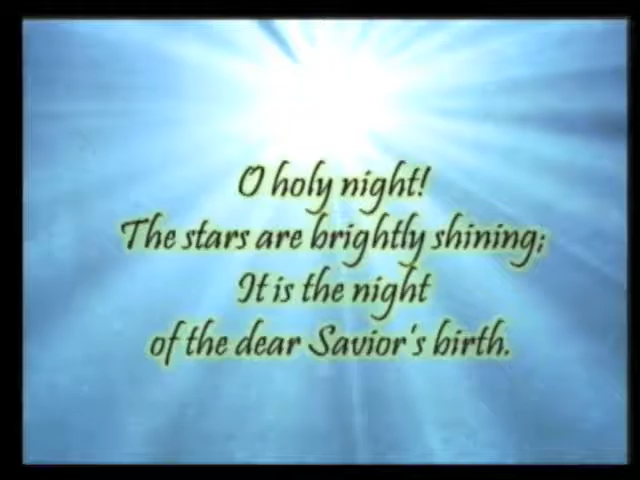 O holy night!
The stars are brightly shining;
It is the night
of the dear Savior's birth.